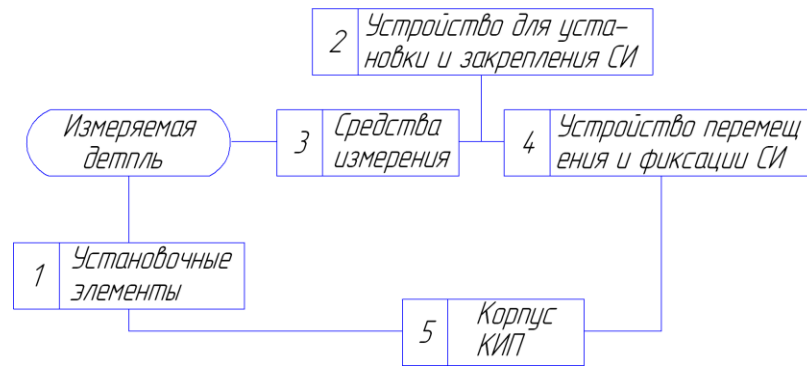 2
Устройство для уста-
новки и закрепления СИ
Измеряемая
детпль
3
Средства
измерения
4
Устройство перемещ
ения и фиксации СИ
1
Установочные
элементы
5
Корпус
КИП